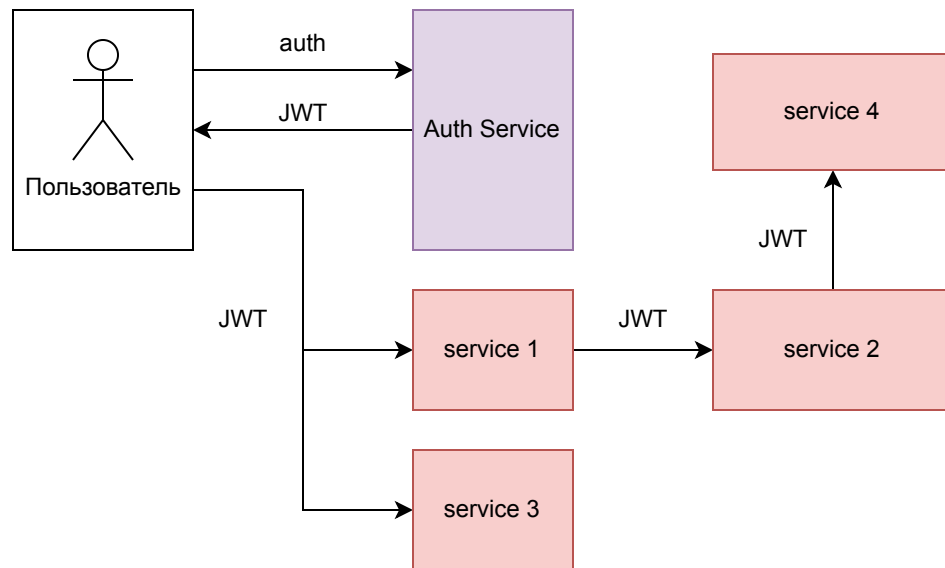 auth
JWT
Auth Service
Пользователь
service 4
JWT
JWT
service 1
JWT
service 2
service 3